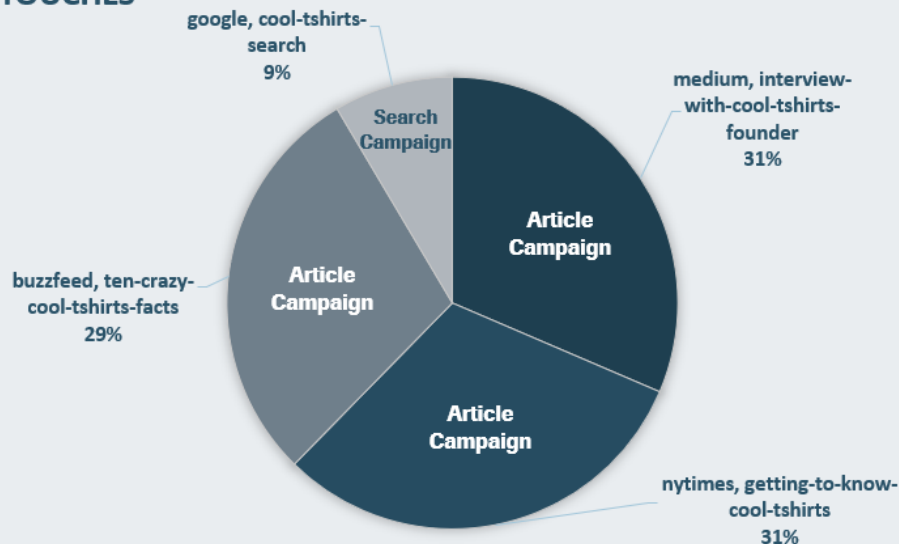 TOUCHES
google, cool-tshirts-
search
9%
Search
Campaign
medium, interview-
with-cool-tshirts-
founder
31%
Article
Campaign
buzzfeed, ten-crazy-
cool-tshirts-facts
29%
Article
Campaign
Article
Campaign
nytimes, getting-to-know-
cool-tshirts
31%